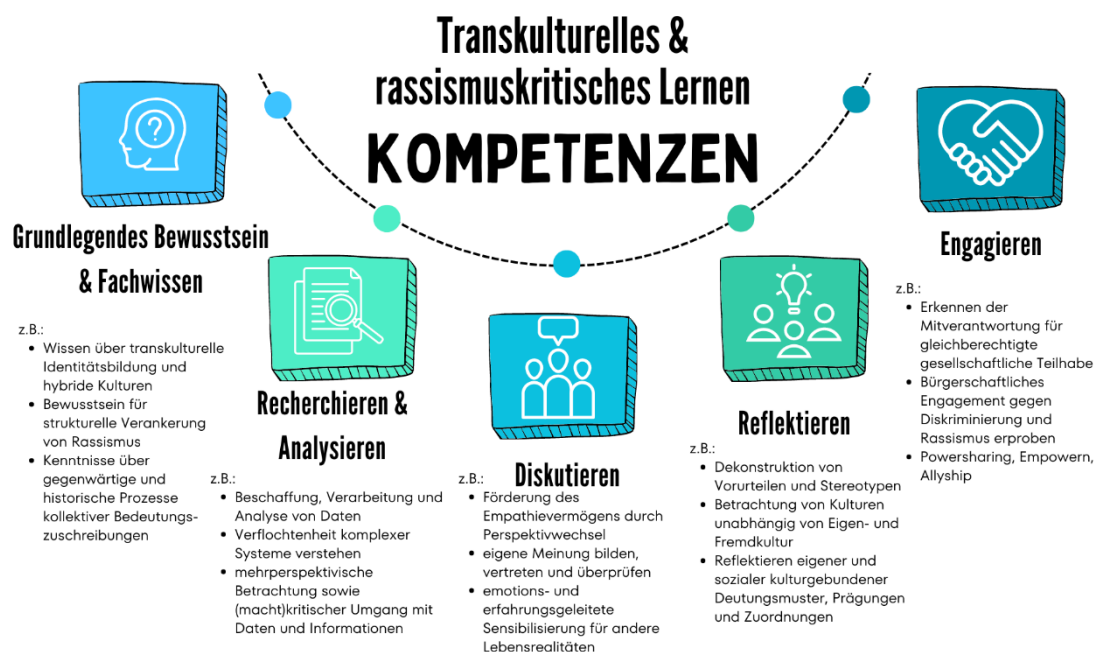 Transkulturelles &
rassismuskritisches Lernen
KOMPETENZEN
Grundlegendes Bewusstsein
& Fachwissen
z.B.:
• Wissen über transkulturelle
Identitätsbildung und
hybride Kulturen
• Bewusstsein für
strukturelle Verankerung
von Rassismus
• Kenntnisse über
gegenwärtige und
historische Prozesse
kollektiver Bedeutungs-
zuschreibungen
Recherchieren &
Analysieren
z.B.:
• Beschaffung, Verarbeitung und
Analyse von Daten
• Verflochtenheit komplexer
Systeme verstehen
• mehrperspektivische
Betrachtung sowie
(macht)kritischer Umgang mit
Daten und Informationen
Diskutieren
z.B.:
• Förderung des
Empathievermögens durch
Perspektivwechsel
• eigene Meinung bilden,
vertreten und überprüfen
• emotions- und
erfahrungsgeleitete
Sensibilisierung für andere
Lebensrealitäten
Reflektieren
z.B.:
• Dekonstruktion von
Vorurteilen und Stereotypen
• Betrachtung von Kulturen
unabhängig von Eigen- und
Fremdkultur
• Reflektieren eigener und
sozialer kulturgebundener
Deutungsmuster, Prägungen
und Zuordnungen
Engagieren
z.B.:
• Erkennen der
Mitverantwortung für
gleichberechtigte
gesellschaftliche Teilhabe
• Bürgerschaftliches
Engagement gegen
Diskriminierung und
Rassismus erproben
• Powersharing, Empowern,
Allyship